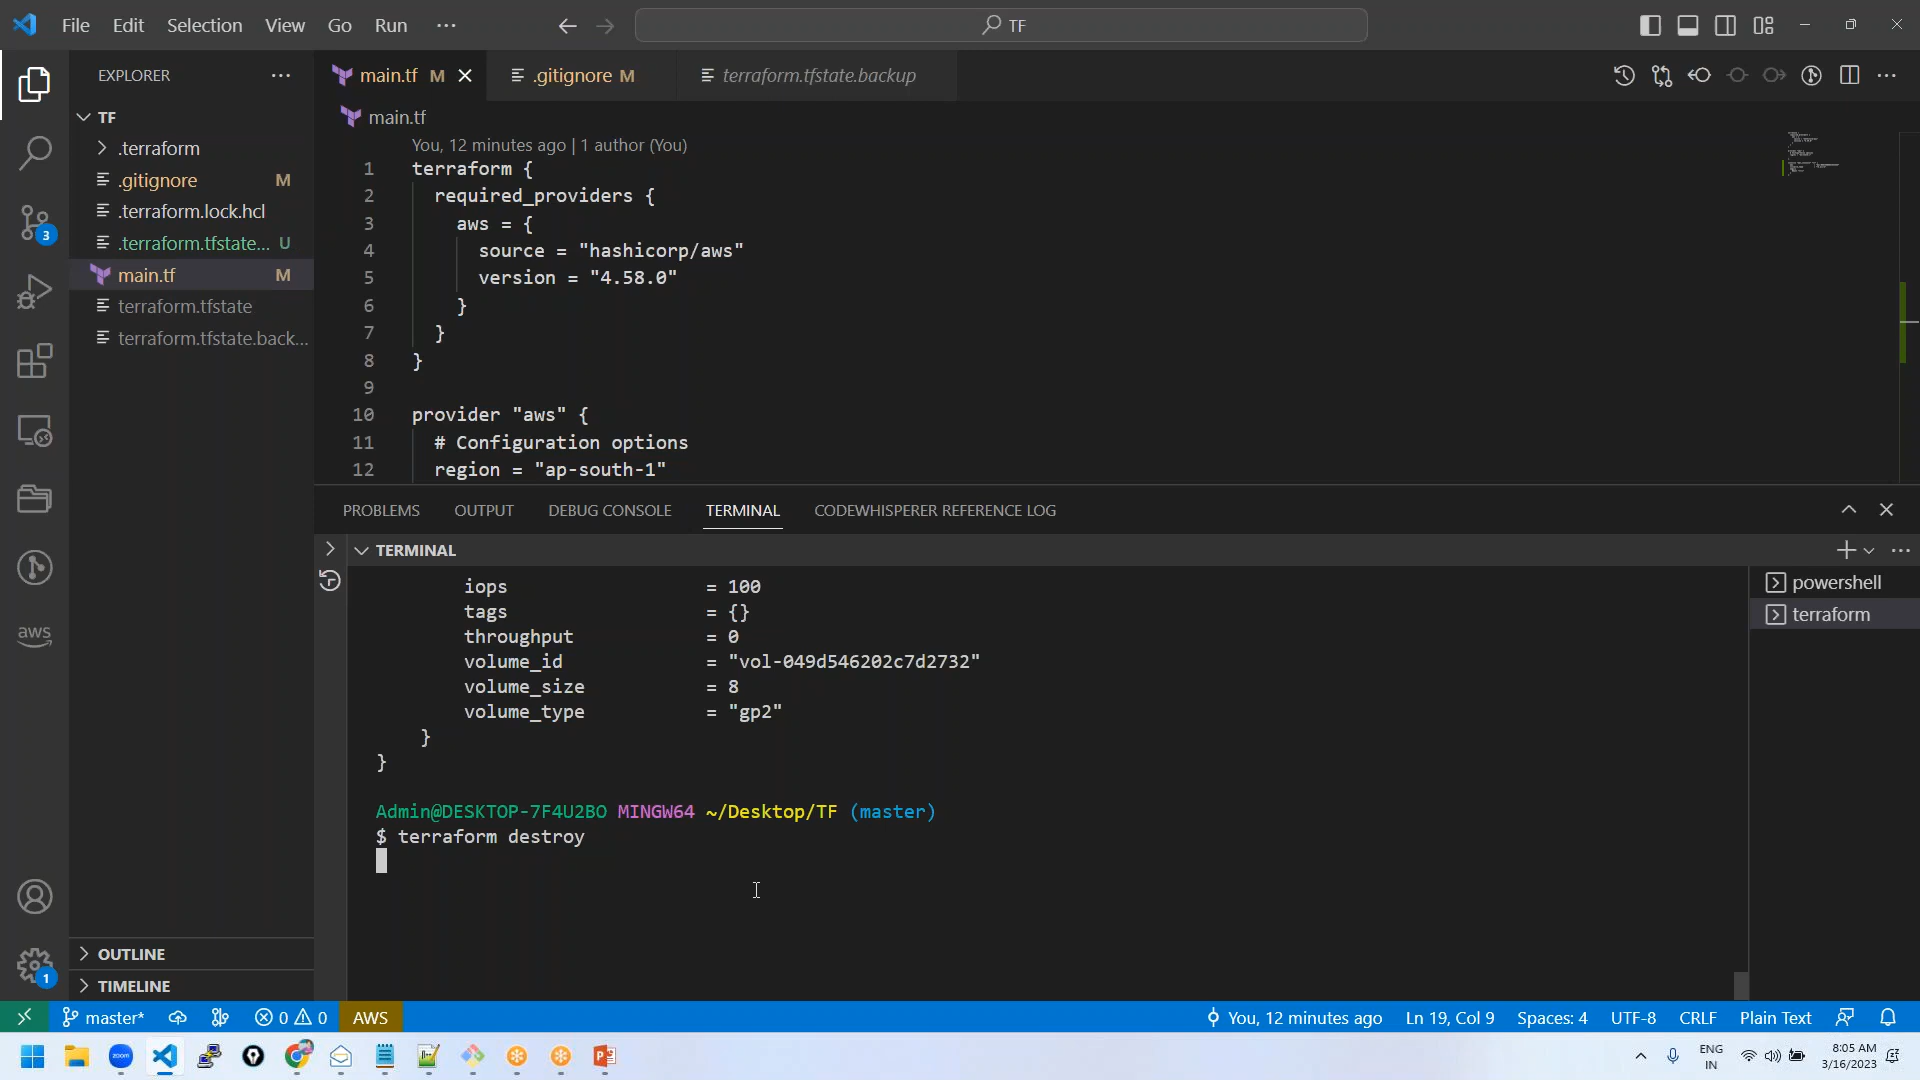 File Edit Selection View Go Run ···
TF
EXPLORER
TF
.terraform
.gitignore M
.terraform.lock.hcl
.terraform.tfstate... U
main.tf M
terraform.tfstate
terraform.tfstate.back...
OUTLINE
TIMELINE
3
1
aws
main.tf M
.gitignore M
terraform.tfstate.backup
main.tf
You, 12 minutes ago | 1 author (You)
1 terraform {
2 required_providers {
3 aws = {
4 source = "hashicorp/aws"
5 version = "4.58.0"
6 }
7 }
8 }
9
10 provider "aws" {
11 # Configuration options
12 region = "ap-south-1"
PROBLEMS OUTPUT DEBUG CONSOLE TERMINAL CODEWHISPERER REFERENCE LOG
TERMINAL
iops = 100
tags = {}
throughput = 0
volume_id = "vol-049d546202c7d2732"
volume_size = 8
volume_type = "gp2"
}
}
Admin@DESKTOP-7F4U2BO MINGW64 ~/Desktop/TF (master)
$ terraform destroy
powershell
terraform
master* 0 0 AWS You, 12 minutes ago Ln 19, Col 9 Spaces: 4 UTF-8 CRLF Plain Text
zoom
ENG
IN
8:05 AM
3/16/2023